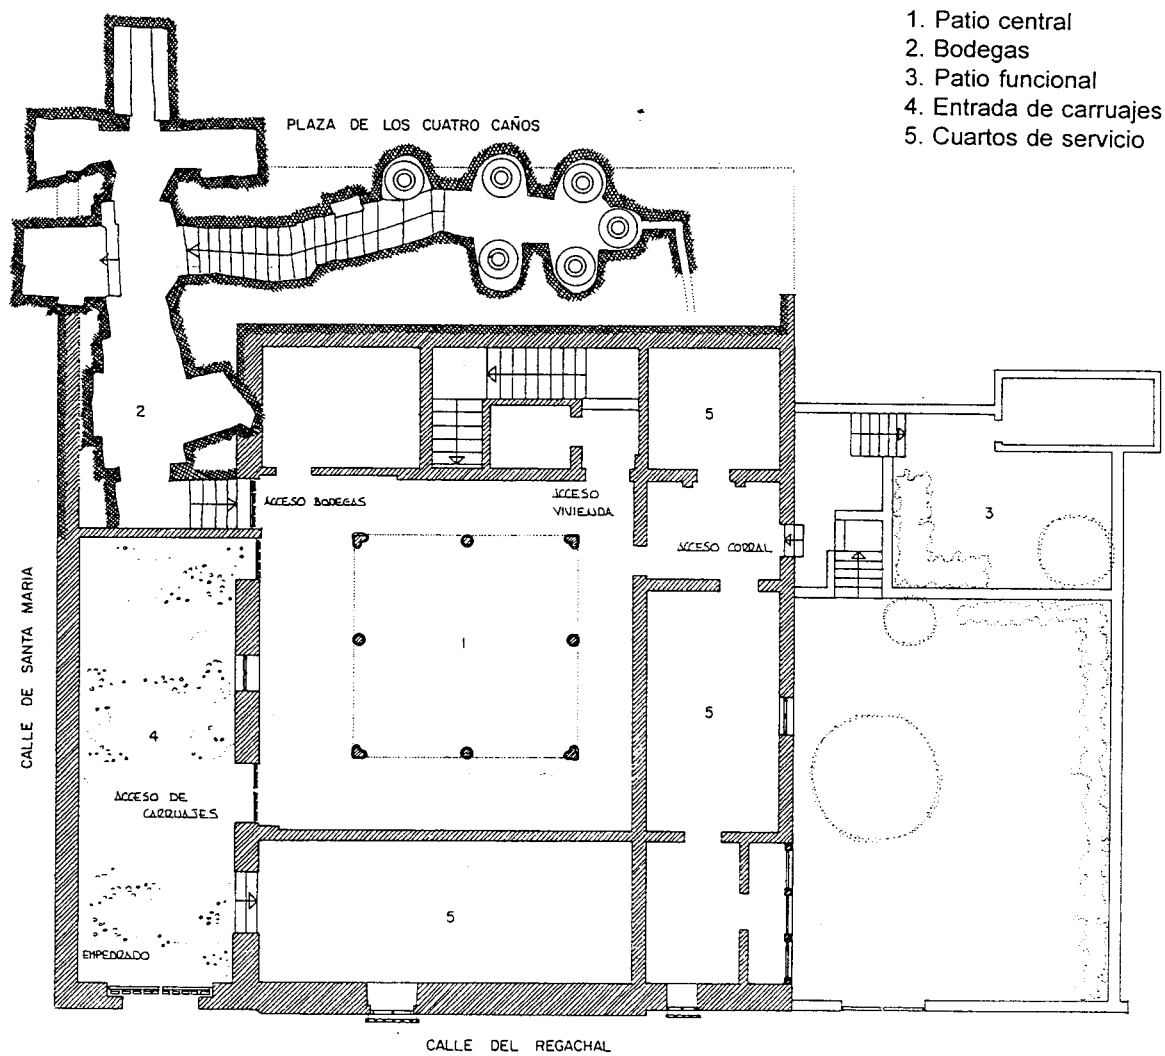 1. Patio central
2. Bodegas
3. Patio funcional
4. Entrada de carruajes
5. Cuartos de servicio
PLAZA DE LOS CUATRO CAÑOS
2
5
ACCESO BODEGAS
ACCESO
VIVIENDA
3
ACCESO CORRAL
CALLE DE SANTA MARIA
1
4
5
ACCESO DE
CARRUAJES
5
EMPEDRADO
CALLE DEL REGACHAL